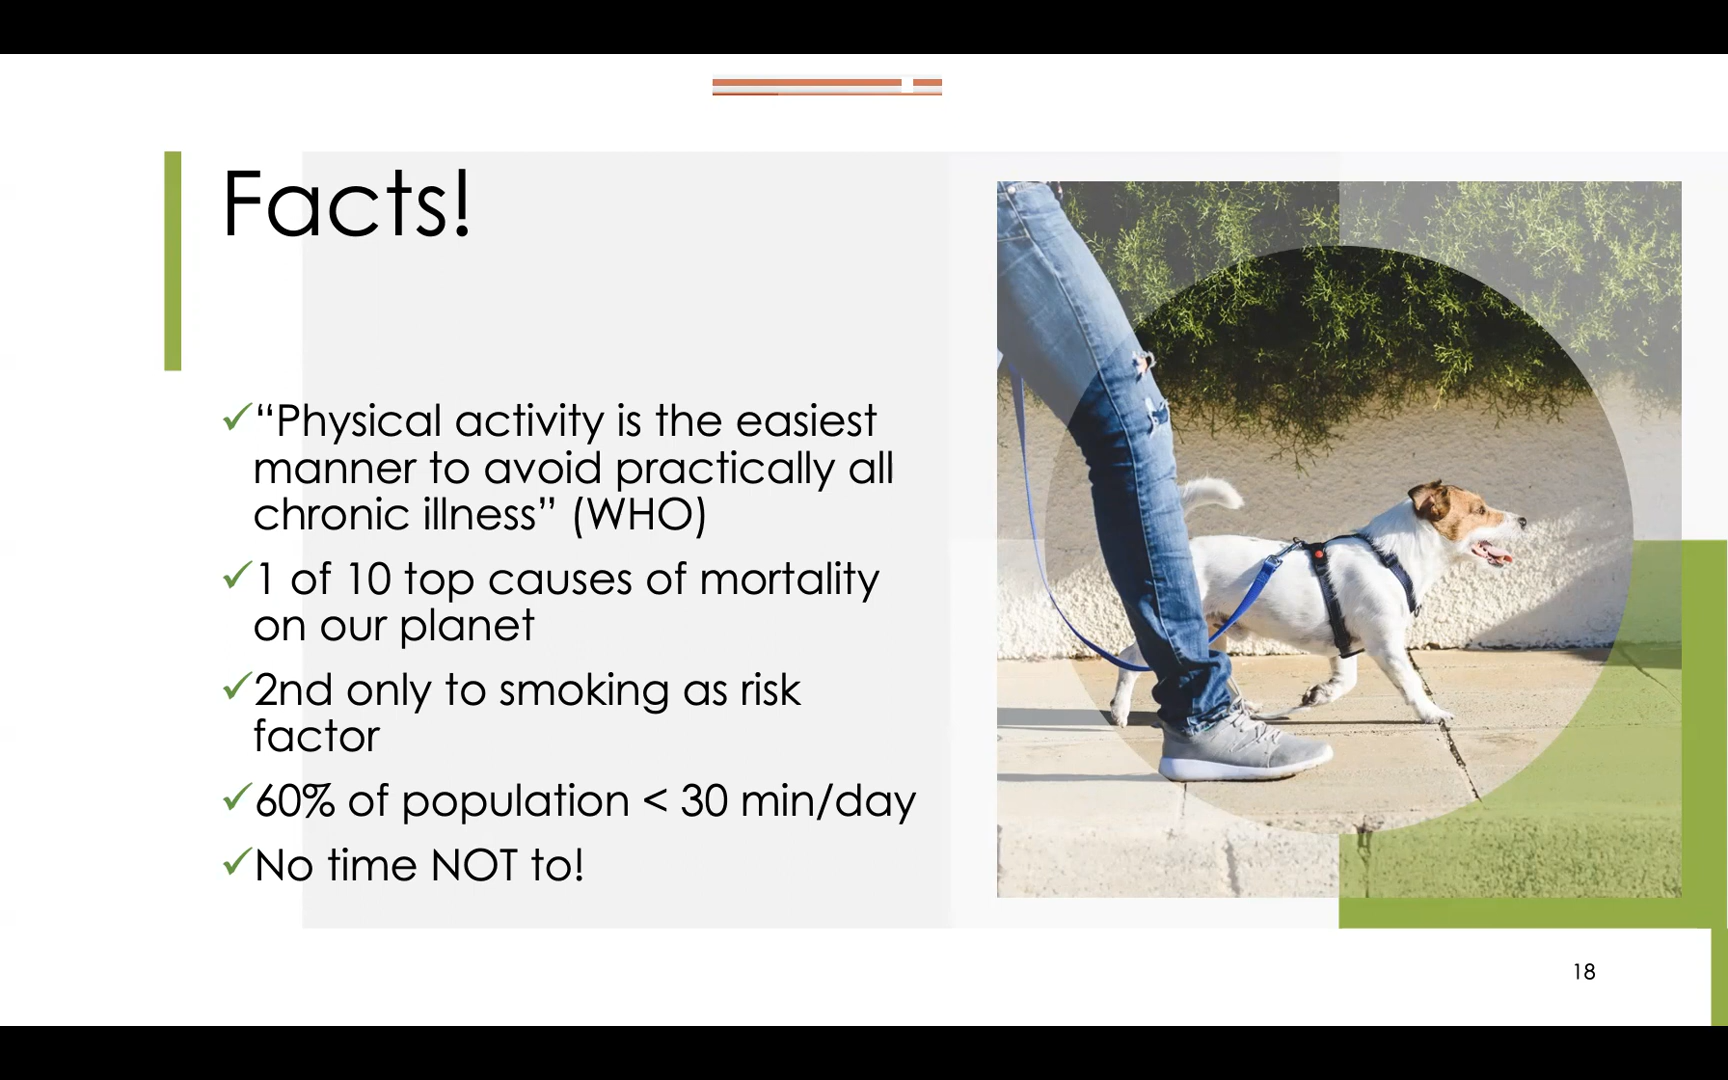 Facts!
✓“Physical activity is the easiest
manner to avoid practically all
chronic illness” (WHO)
✓1 of 10 top causes of mortality
on our planet
✓2nd only to smoking as risk
factor
✓60% of population < 30 min/day
✓No time NOT to!
18